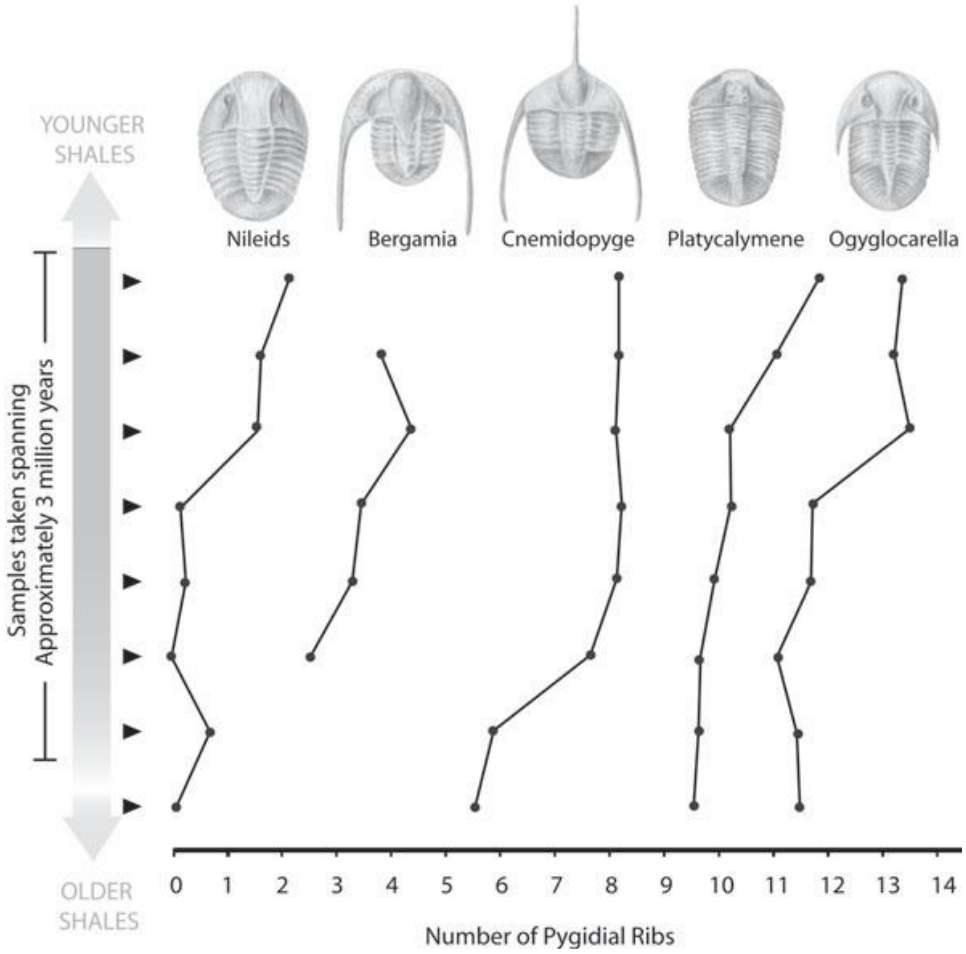 YOUNGER
SHALES
Nileids
Bergamia
Cnemidopyge
Platycalymene
Ogyglocarella
Samples taken spanning
Approximately 3 million years
0 1 2 3 4 5 6 7 8 9 10 11 12 13 14
OLDER
SHALES
Number of Pygidial Ribs